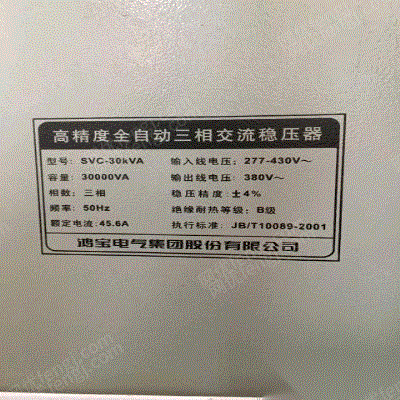 高精度全自动三相交流稳压器
型号: SVC-30kVA 输入线电压: 277-430V~
容量: 30000VA 输出线电压: 380V~
相数: 三相 稳压精度: ±4%
频率: 50Hz 绝缘耐热等级: B级
额定电流: 45.6A 执行标准: JB/T10089-2001
鸿宝电气集团股份有限公司